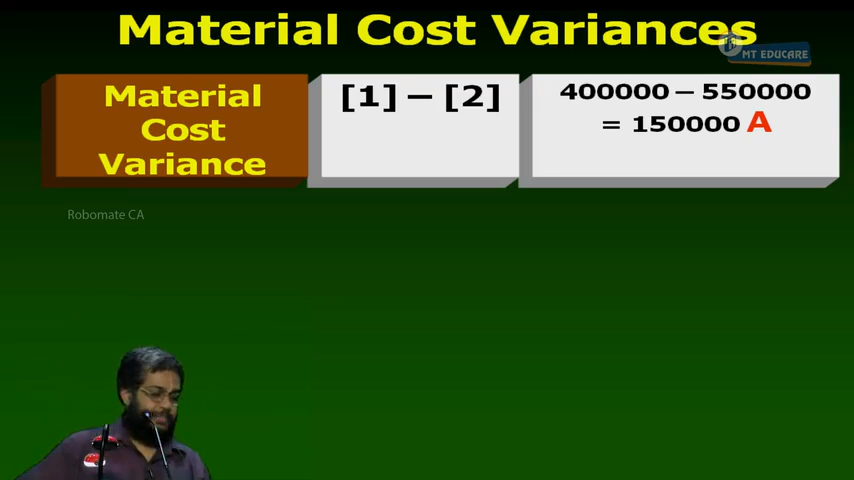 Material Cost Variances
MT EDUCARE
Material
Cost
Variance
[1] – [2]
400000 – 550000
= 150000 A
Robomate CA